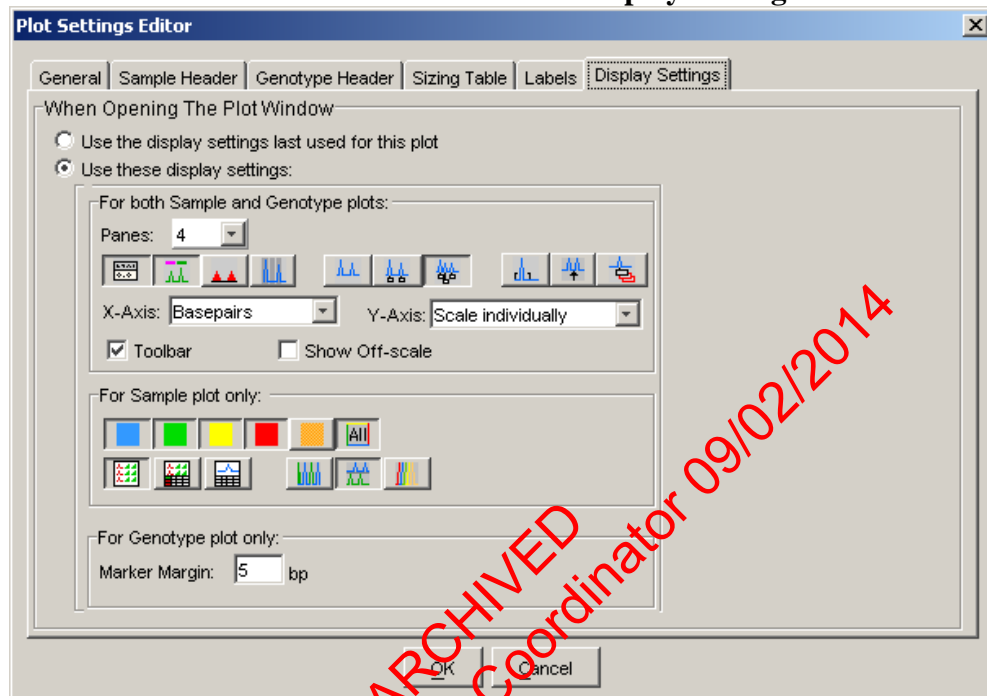 Plot Settings Editor
General Sample Header Genotype Header Sizing Table Labels Display Settings
When Opening The Plot Window
Use the display settings last used for this plot
Use these display settings:
For both Sample and Genotype plots:
Panes: 4
X-Axis: Basepairs Y-Axis: Scale individually
Toolbar Show Off-scale
For Sample plot only:
All
For Genotype plot only:
Marker Margin: 5 bp
OK Cancel
ARCHIVED
Coordinator 09/02/2014